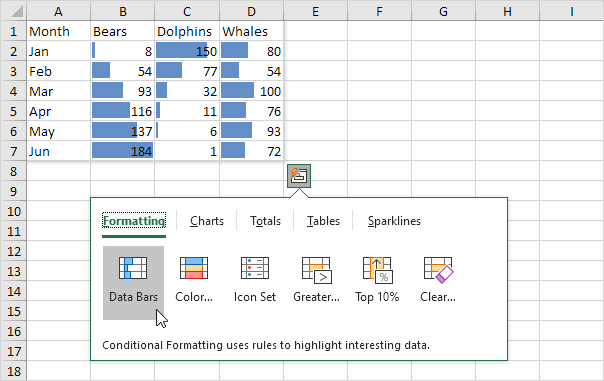 A B C D E F G H I
1 Month Bears Dolphins Whales
2 Jan 8 150 80
3 Feb 54 77 54
4 Mar 93 32 100
5 Apr 116 11 76
6 May 137 6 93
7 Jun 184 1 72
8
9
10
11
12
13
14
15
16
17
18
Formatting Charts Totals Tables Sparklines
Data Bars Color... Icon Set Greater... Top 10% Clear...
Conditional Formatting uses rules to highlight interesting data.